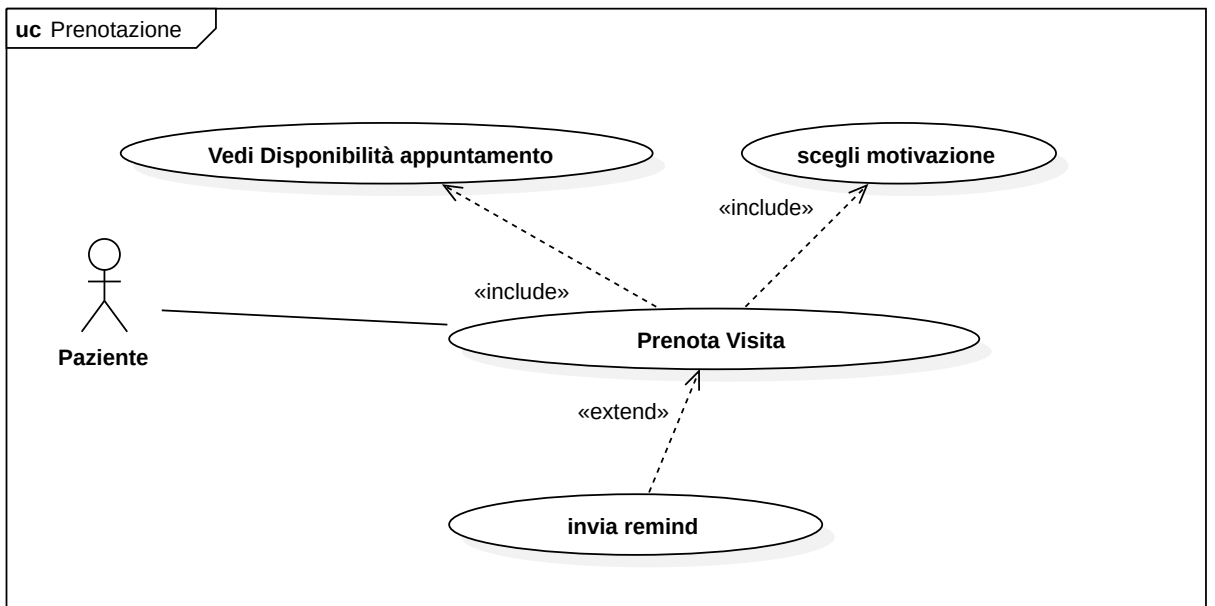 uc Prenotazione
Vedi Disponibilità appuntamento
scegli motivazione
«include»
«include»
Paziente
Prenota Visita
«extend»
invia remind